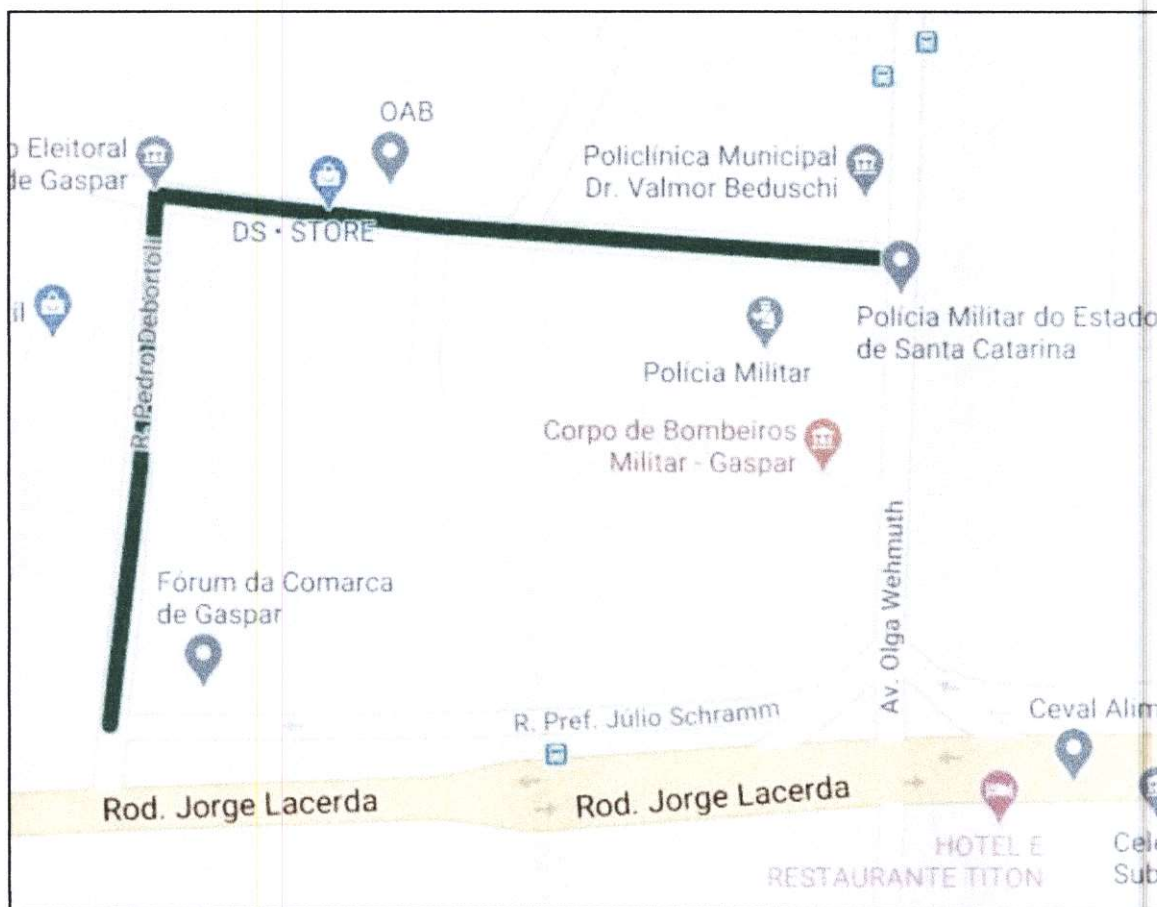 OAB
o Eleitoral
de Gaspar
Policlínica Municipal
Dr. Valmor Beduschi
DS • STORE
R. Pedro Debortoli
il
Polícia Militar do Estado
de Santa Catarina
Polícia Militar
Corpo de Bombeiros
Militar - Gaspar
Av. Olga Wehmuth
Fórum da Comarca
de Gaspar
R. Pref. Júlio Schramm
Ceval Alim
Rod. Jorge Lacerda
Rod. Jorge Lacerda
HOTEL E
RESTAURANTE TITON
Cele
Sub